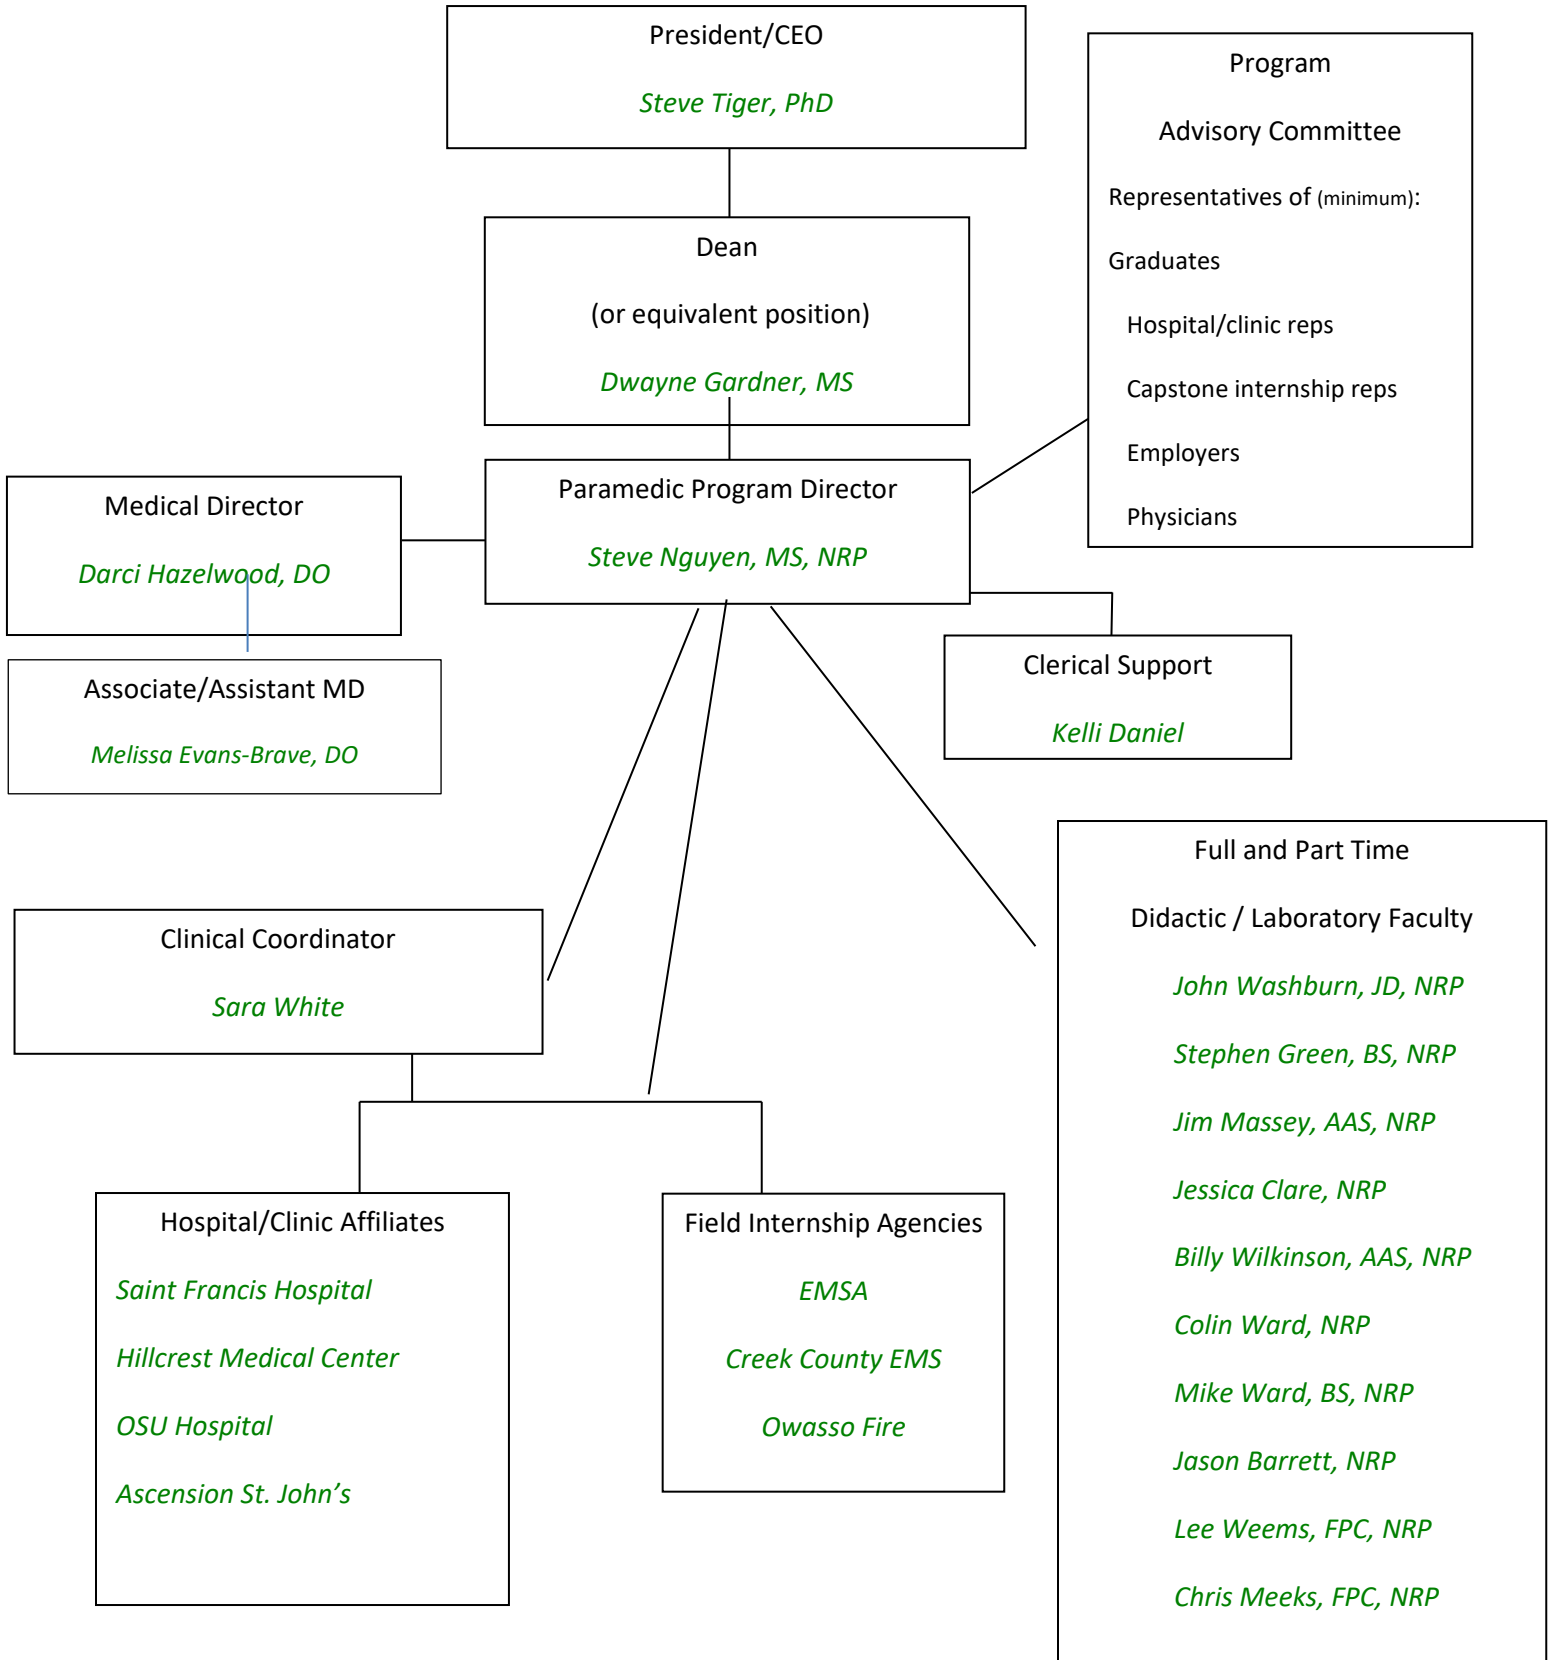 President/CEO
Steve Tiger, PhD
Program
Advisory Committee
Representatives of (minimum):
Graduates
Hospital/clinic reps
Capstone internship reps
Employers
Physicians
Dean
(or equivalent position)
Dwayne Gardner, MS
Medical Director
Darci Hazelwood, DO
Paramedic Program Director
Steve Nguyen, MS, NRP
Associate/Assistant MD
Melissa Evans-Brave, DO
Clerical Support
Kelli Daniel
Clinical Coordinator
Sara White
Full and Part Time
Didactic / Laboratory Faculty
John Washburn, JD, NRP
Stephen Green, BS, NRP
Jim Massey, AAS, NRP
Jessica Clare, NRP
Billy Wilkinson, AAS, NRP
Colin Ward, NRP
Mike Ward, BS, NRP
Jason Barrett, NRP
Lee Weems, FPC, NRP
Chris Meeks, FPC, NRP
Hospital/Clinic Affiliates
Saint Francis Hospital
Hillcrest Medical Center
OSU Hospital
Ascension St. John’s
Field Internship Agencies
EMSA
Creek County EMS
Owasso Fire